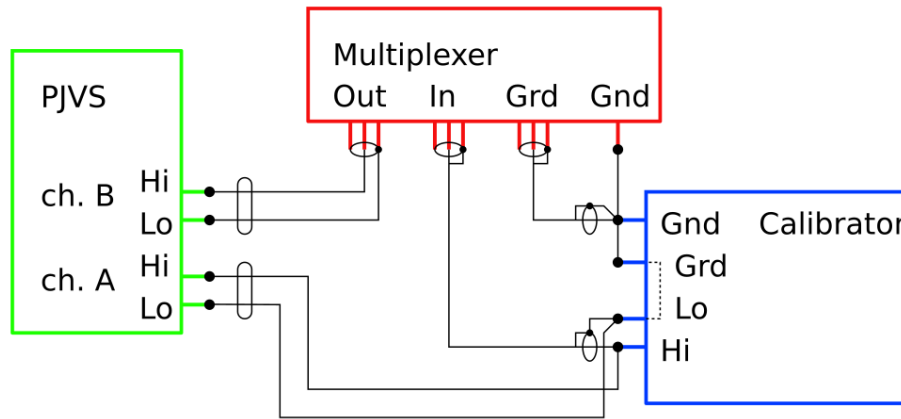 Multiplexer
Out In Grd Gnd
PJVS
ch. B Hi
Lo
ch. A Hi
Lo
Gnd Calibrator
Grd
Lo
Hi